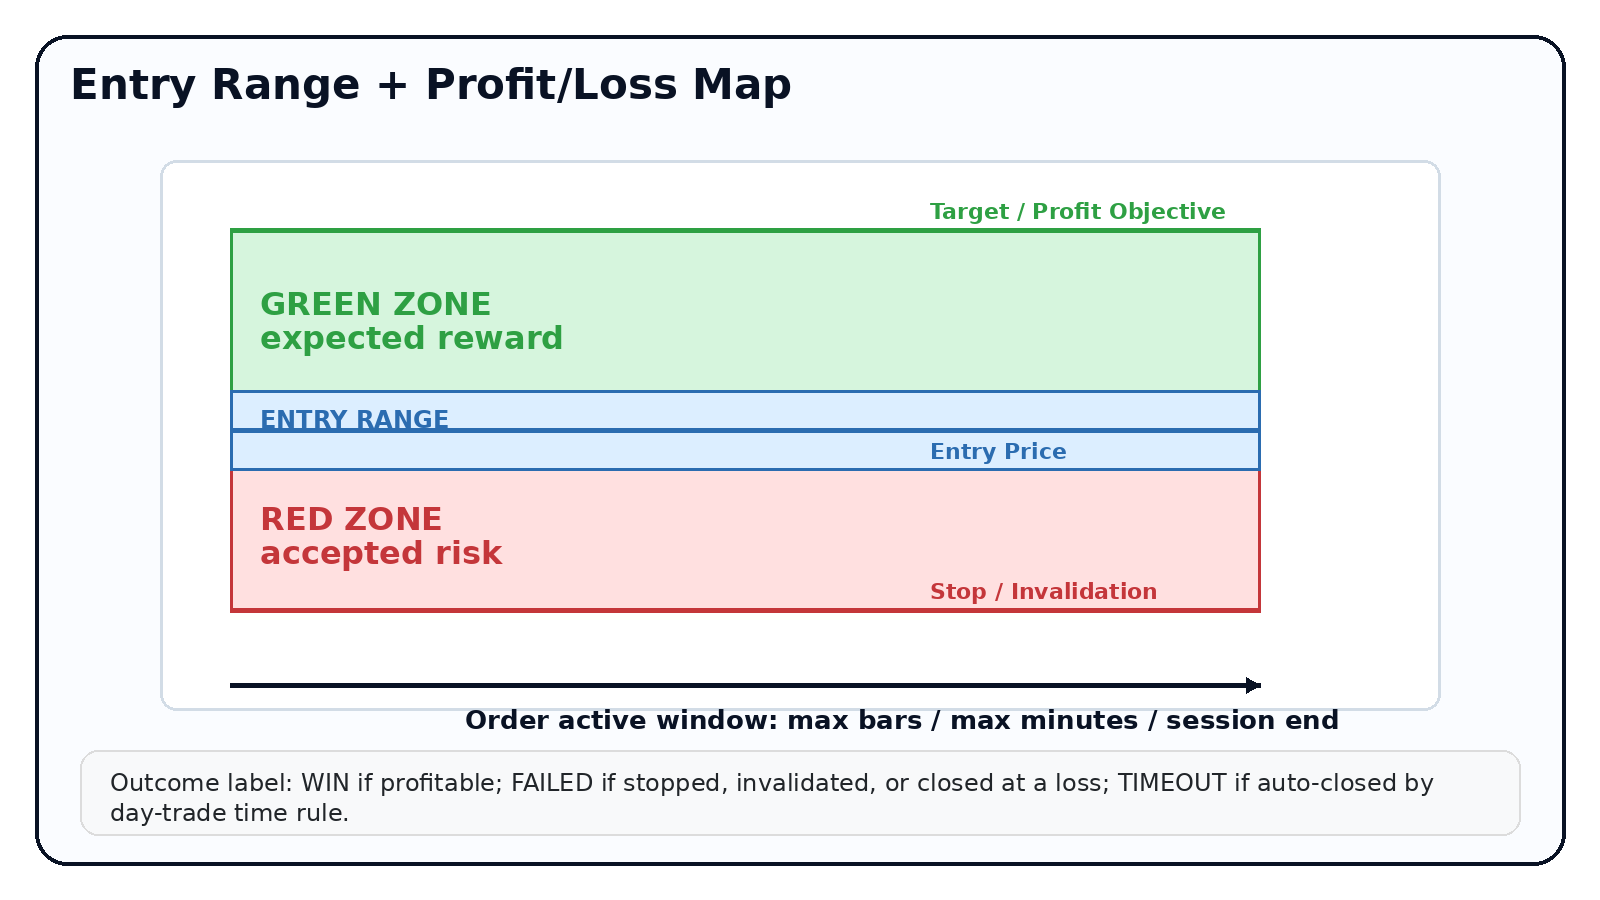 Entry Range + Profit/Loss Map
Target / Profit Objective
GREEN ZONE
expected reward
ENTRY RANGE
Entry Price
RED ZONE
accepted risk
Stop / Invalidation
Order active window: max bars / max minutes / session end
Outcome label: WIN if profitable; FAILED if stopped, invalidated, or closed at a loss; TIMEOUT if auto-closed by
day-trade time rule.